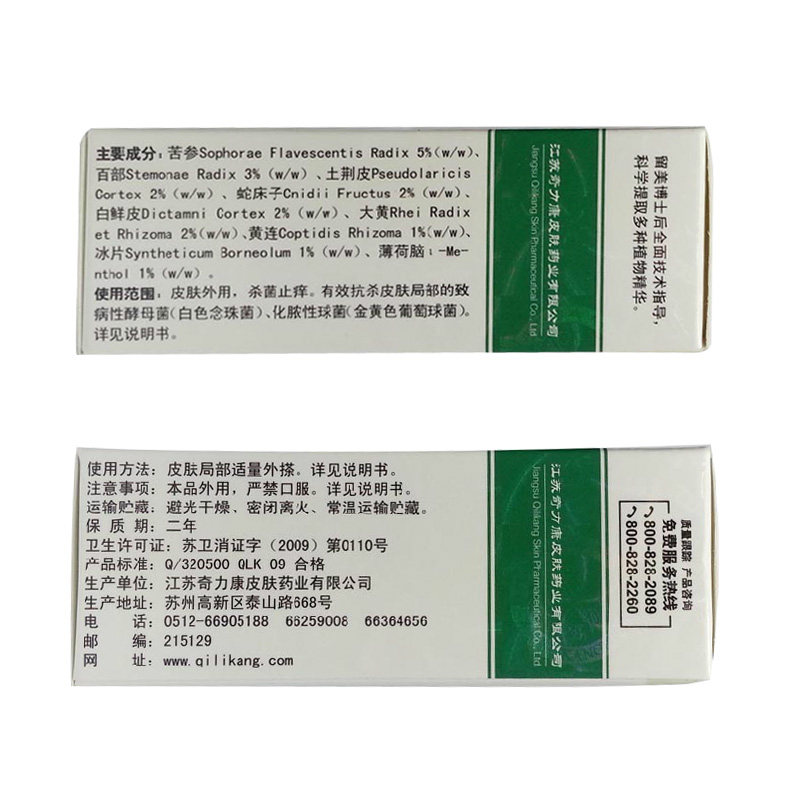 主要成分：苦参Sophorae Flavescentis Radix 5%（w/w）、
百部Stemonae Radix 3%（w/w）、土荆皮Pseudolaricis
Cortex 2%（w/w）、蛇床子Cnidii Fructus 2%（w/w）、
白鲜皮Dictamni Cortex 2%（w/w）、大黄Rhei Radix
et Rhizoma 2%(w/w)、黄连Coptidis Rhizoma 1%(w/w)、
冰片Syntheticum Borneolum 1%（w/w）、薄荷脑ι-Me-
nthol 1%（w/w）。
使用范围：皮肤外用，杀菌止痒。有效抗杀皮肤局部的致
病性酵母菌（白色念珠菌）、化脓性球菌（金黄色葡萄球菌）。
详见说明书。
江苏奇力康皮肤药业有限公司
Jiangsu Qilikang Skin Pharmaceutical Co., Ltd
留美博士后全面技术指导，
科学提取多种植物精华。
使用方法：皮肤局部适量外搽。详见说明书。
注意事项：本品外用，严禁口服。详见说明书。
运输贮藏：避光干燥、密闭离火、常温运输贮藏。
保 质 期：二年
卫生许可证：苏卫消证字（2009）第0110号
产品标准：Q/320500 QLK 09 合格
生产单位：江苏奇力康皮肤药业有限公司
生产地址：苏州高新区泰山路668号
电 话：0512-66905188 66259008 66364656
邮 编：215129
网 址：www.qilikang.com
江苏奇力康皮肤药业有限公司
Jiangsu Qilikang Skin Pharmaceutical Co., Ltd
质量跟踪 产品咨询
免费服务热线
800-828-2089
800-828-2260